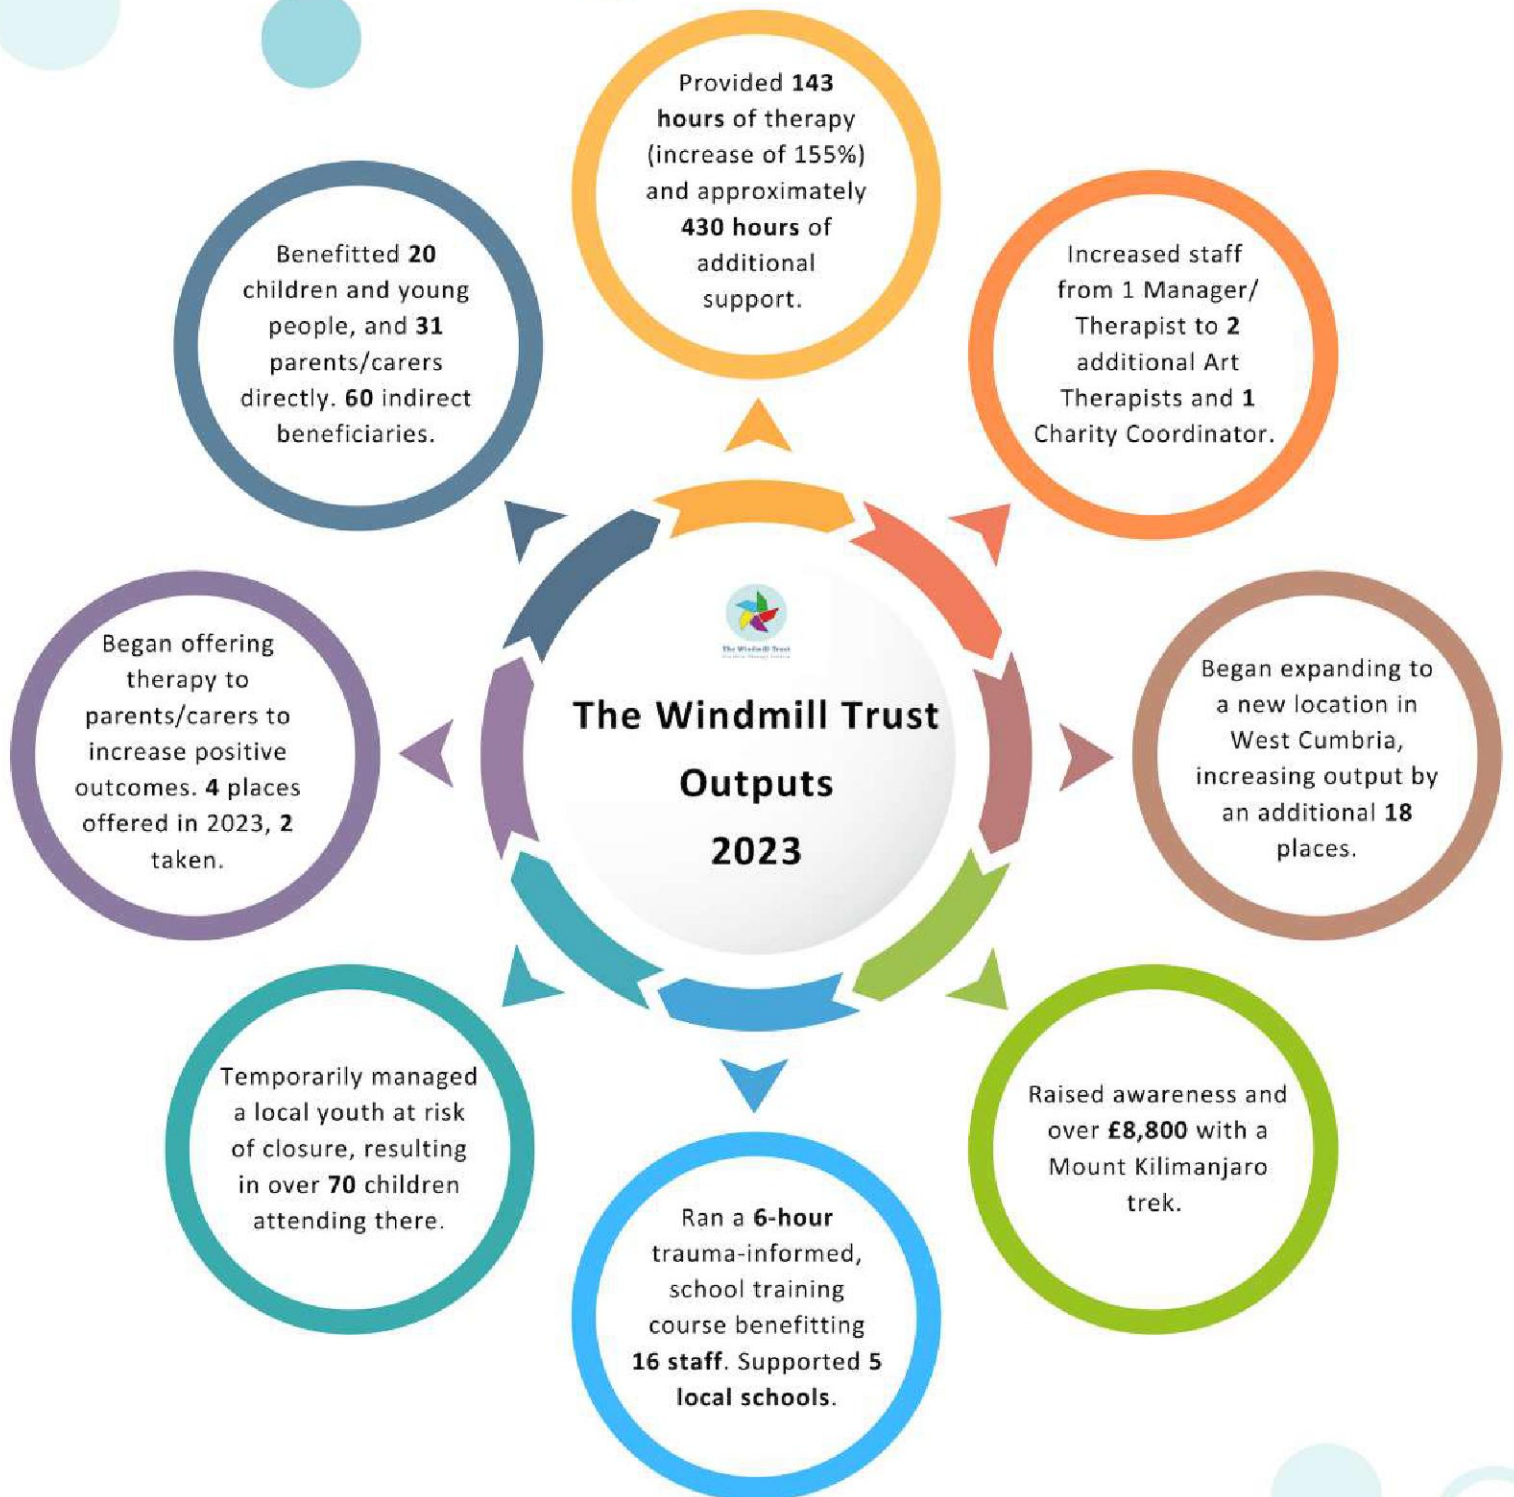 Provided 143
hours of therapy
(increase of 155%)
and approximately
430 hours of
additional
support.
Increased staff
from 1 Manager/
Therapist to 2
additional Art
Therapists and 1
Charity Coordinator.
Began expanding to
a new location in
West Cumbria,
increasing output by
an additional 18
places.
Raised awareness and
over £8,800 with a
Mount Kilimanjaro
trek.
Ran a 6-hour
trauma-informed,
school training
course benefitting
16 staff. Supported 5
local schools.
Temporarily managed
a local youth at risk
of closure, resulting
in over 70 children
attending there.
Began offering
therapy to
parents/carers to
increase positive
outcomes. 4 places
offered in 2023, 2
taken.
Benefitted 20
children and young
people, and 31
parents/carers
directly. 60 indirect
beneficiaries.
The Windmill Trust
The Windmill Trust
Outputs
2023